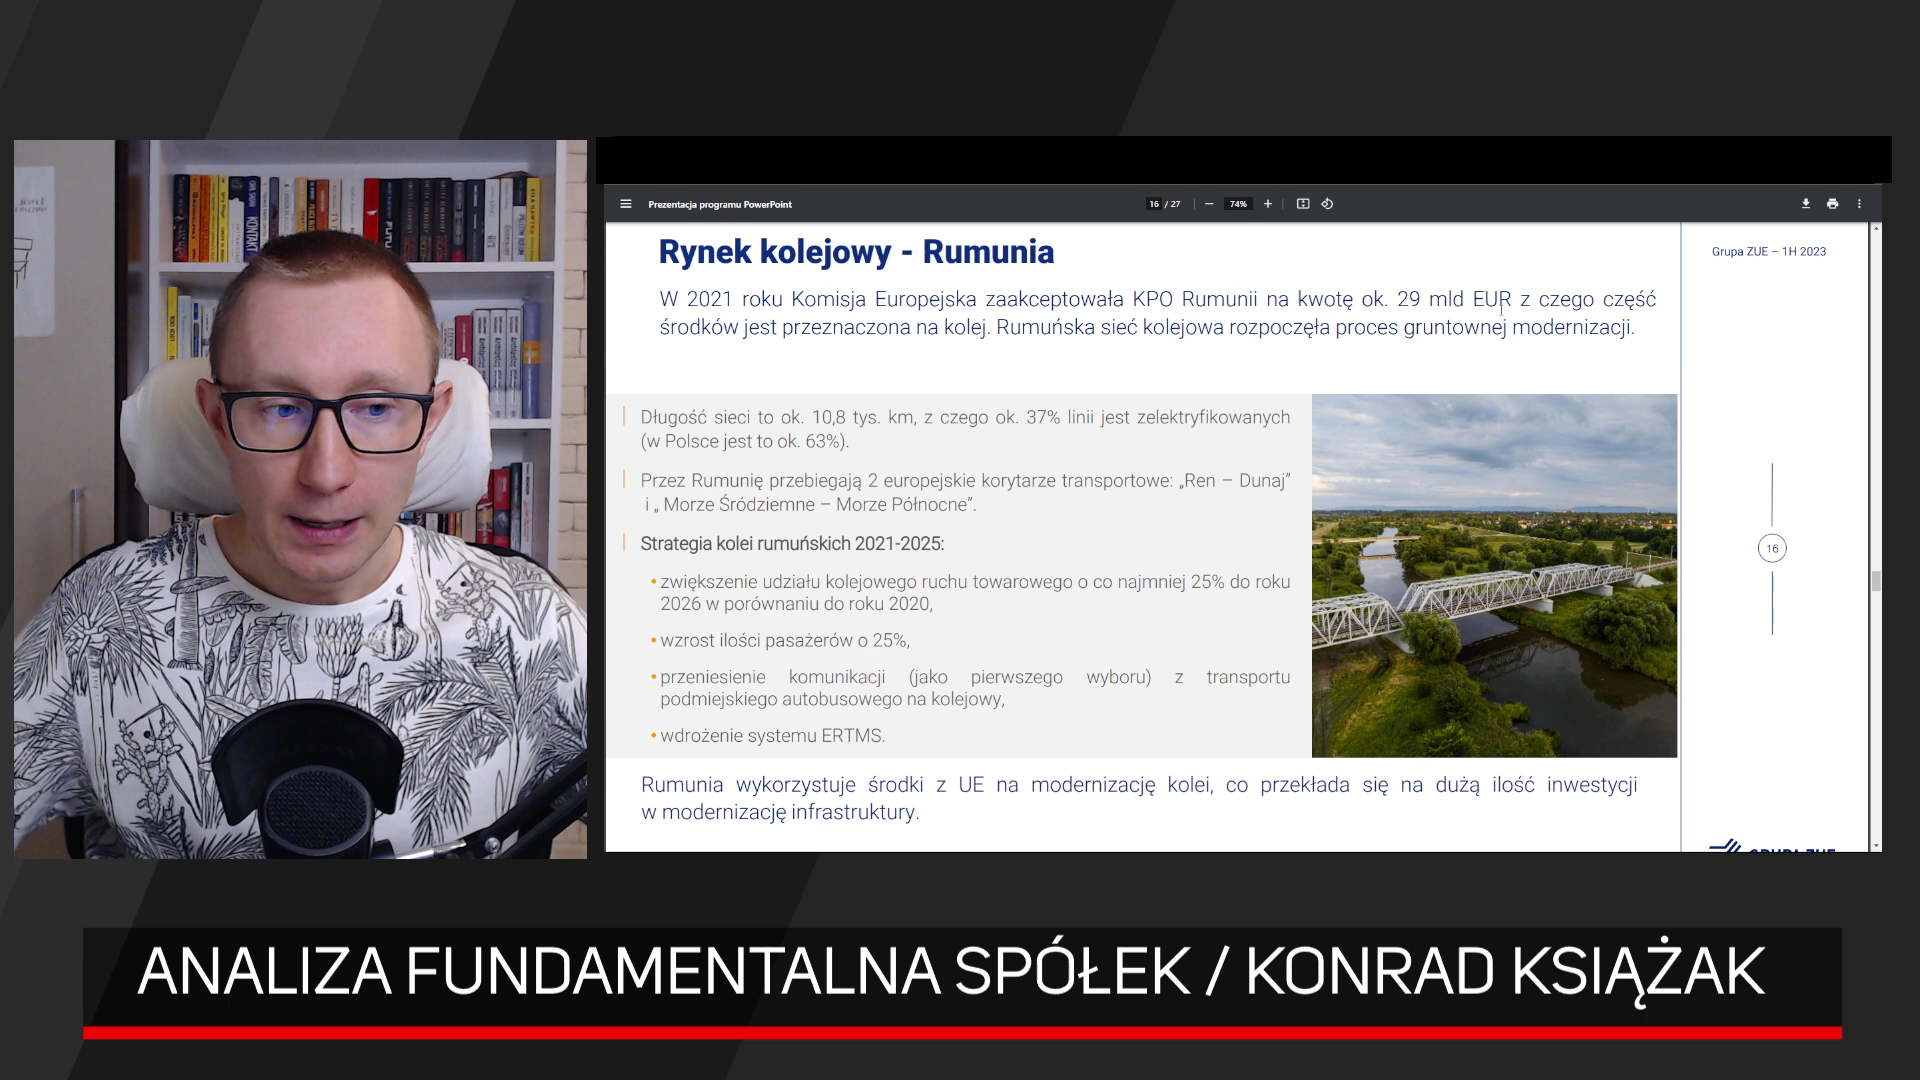 Prezentacja programu PowerPoint
16 / 27
74%
Rynek kolejowy - Rumunia
Grupa ZUE – 1H 2023
W 2021 roku Komisja Europejska zaakceptowała KPO Rumunii na kwotę ok. 29 mld EUR z czego część
środków jest przeznaczona na kolej. Rumuńska sieć kolejowa rozpoczęła proces gruntownej modernizacji.
Długość sieci to ok. 10,8 tys. km, z czego ok. 37% linii jest zelektryfikowanych
(w Polsce jest to ok. 63%).
Przez Rumunię przebiegają 2 europejskie korytarze transportowe: „Ren – Dunaj”
i „ Morze Śródziemne – Morze Północne”.
Strategia kolei rumuńskich 2021-2025:
• zwiększenie udziału kolejowego ruchu towarowego o co najmniej 25% do roku
2026 w porównaniu do roku 2020,
• wzrost ilości pasażerów o 25%,
• przeniesienie komunikacji (jako pierwszego wyboru) z transportu
podmiejskiego autobusowego na kolejowy,
• wdrożenie systemu ERTMS.
16
Rumunia wykorzystuje środki z UE na modernizację kolei, co przekłada się na dużą ilość inwestycji
w modernizację infrastruktury.
GRUPA ZUE
ANALIZA FUNDAMENTALNA SPÓŁEK / KONRAD KSIĄŻAK